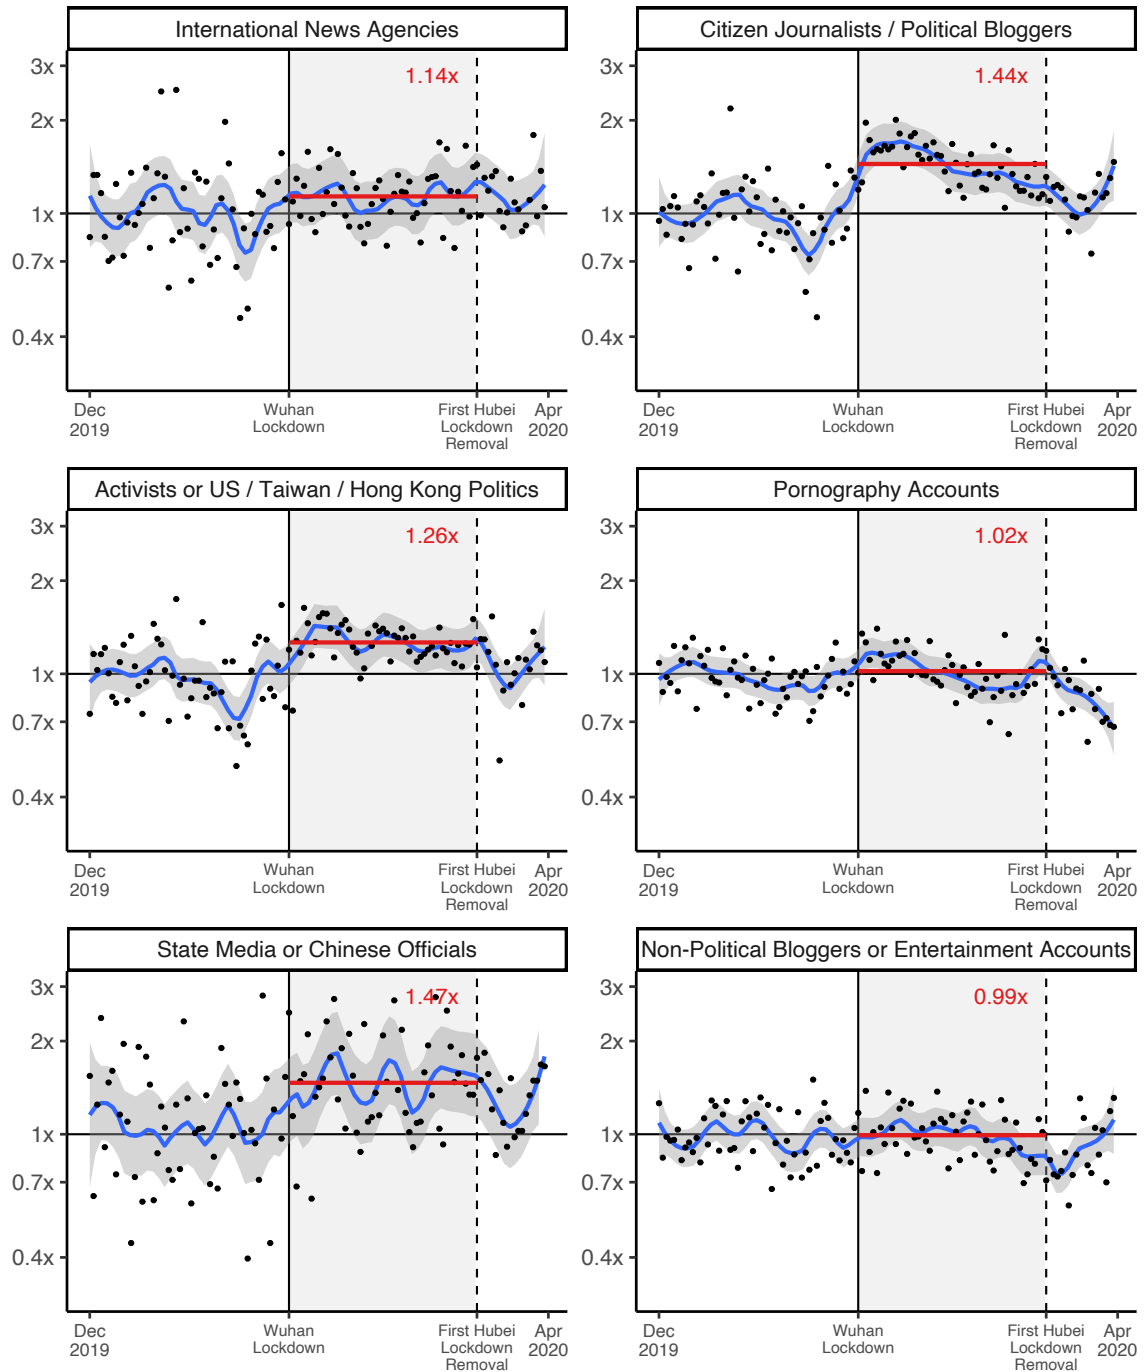 International News Agencies
3x
2x
1x
0.7x
0.4x
1.14x
Dec
2019
Wuhan
Lockdown
First Hubei
Lockdown
Removal
Apr
2020
Citizen Journalists / Political Bloggers
3x
2x
1x
0.7x
0.4x
1.44x
Dec
2019
Wuhan
Lockdown
First Hubei
Lockdown
Removal
Apr
2020
Activists or US / Taiwan / Hong Kong Politics
3x
2x
1x
0.7x
0.4x
1.26x
Dec
2019
Wuhan
Lockdown
First Hubei
Lockdown
Removal
Apr
2020
Pornography Accounts
3x
2x
1x
0.7x
0.4x
1.02x
Dec
2019
Wuhan
Lockdown
First Hubei
Lockdown
Removal
Apr
2020
State Media or Chinese Officials
3x
2x
1x
0.7x
0.4x
1.47x
Dec
2019
Wuhan
Lockdown
First Hubei
Lockdown
Removal
Apr
2020
Non-Political Bloggers or Entertainment Accounts
3x
2x
1x
0.7x
0.4x
0.99x
Dec
2019
Wuhan
Lockdown
First Hubei
Lockdown
Removal
Apr
2020